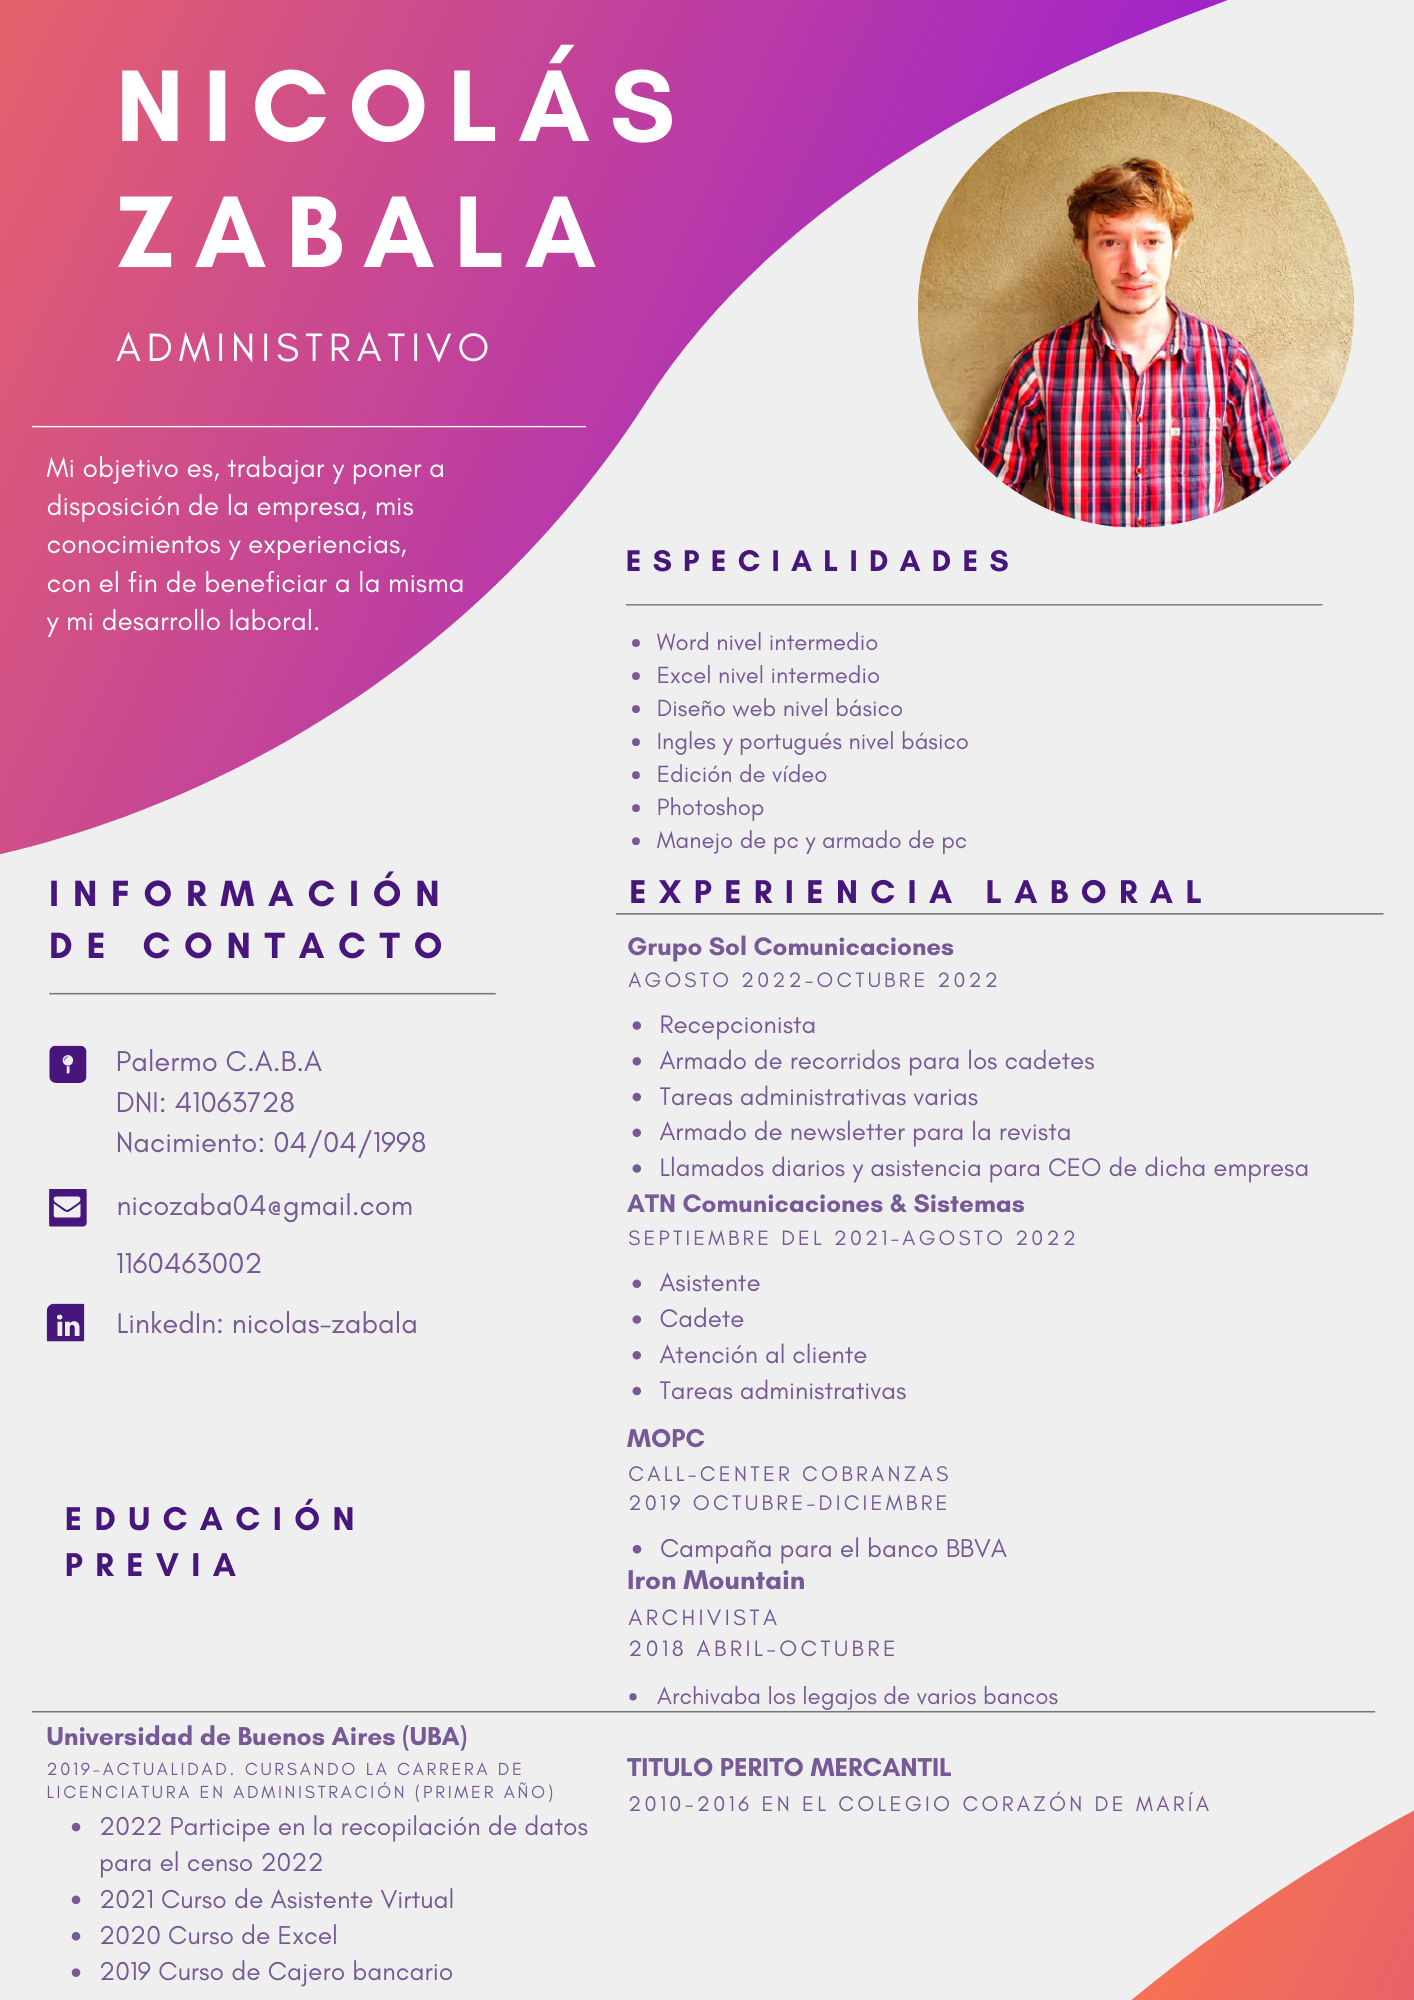 NICOLÁS
ZABALA
ADMINISTRATIVO
Mi objetivo es, trabajar y poner a
disposición de la empresa, mis
conocimientos y experiencias,
con el fin de beneficiar a la misma
y mi desarrollo laboral.
ESPECIALIDADES
• Word nivel intermedio
• Excel nivel intermedio
• Diseño web nivel básico
• Ingles y portugués nivel básico
• Edición de vídeo
• Photoshop
• Manejo de pc y armado de pc
INFORMACIÓN
DE CONTACTO
Palermo C.A.B.A
DNI: 41063728
Nacimiento: 04/04/1998
nicozaba04@gmail.com
1160463002
in
LinkedIn: nicolas-zabala
EXPERIENCIA LABORAL
Grupo Sol Comunicaciones
AGOSTO 2022-OCTUBRE 2022
• Recepcionista
• Armado de recorridos para los cadetes
• Tareas administrativas varias
• Armado de newsletter para la revista
• Llamados diarios y asistencia para CEO de dicha empresa
ATN Comunicaciones & Sistemas
SEPTIEMBRE DEL 2021-AGOSTO 2022
• Asistente
• Cadete
• Atención al cliente
• Tareas administrativas
MOPC
CALL-CENTER COBRANZAS
2019 OCTUBRE-DICIEMBRE
• Campaña para el banco BBVA
Iron Mountain
ARCHIVISTA
2018 ABRIL-OCTUBRE
• Archivaba los legajos de varios bancos
EDUCACIÓN
PREVIA
Universidad de Buenos Aires (UBA)
2019-ACTUALIDAD. CURSANDO LA CARRERA DE
LICENCIATURA EN ADMINISTRACIÓN (PRIMER AÑO)
• 2022 Participe en la recopilación de datos
para el censo 2022
• 2021 Curso de Asistente Virtual
• 2020 Curso de Excel
• 2019 Curso de Cajero bancario
TITULO PERITO MERCANTIL
2010-2016 EN EL COLEGIO CORAZÓN DE MARÍA